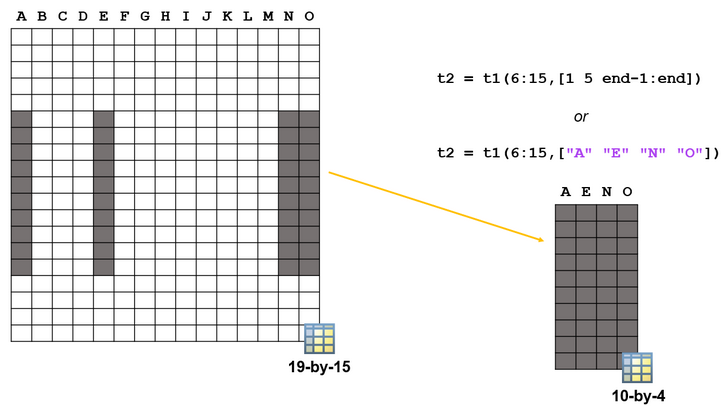 A B C D E F G H I J K L M N O
t2 = t1(6:15,[1 5 end-1:end])
or
t2 = t1(6:15,["A" "E" "N" "O"])
A E N O
19-by-15
10-by-4